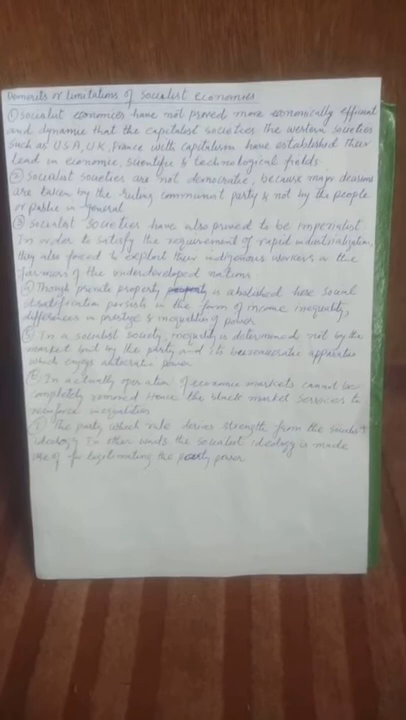 Demerits or limitations of Socialist economies
① Socialist economies have not proved more economically efficient
and dynamic that the capitalist societies the western societies
such as USA, UK, France with capitalism have established their
lead in economic, scientific & technological fields.
② Socialist Societies are not democratic, because major decisions
are taken by the ruling communist party & not by the people
or public in general
③ Socialist Societies have also proved to be imperialist
In order to satisfy the requirement of rapid industrialization,
they also forced to exploit their indigenous workers or the
farmers of the underdeveloped nations.
④ Though private property is abolished here social
stratification persists in the form of income inequality,
differences in prestige & inequalities of power
⑤ In a socialist society, inequality is determined not by the
market but by the party and its bureaucratic apparatus
which enjoys autocratic power
⑥ In actually operation of economic markets cannot be
completely removed Hence the black market services to
reinforce inequalities
⑦ The party which rule derives strength from the socialist
ideology In other words the socialist ideology is made
use of for legitimating the party power